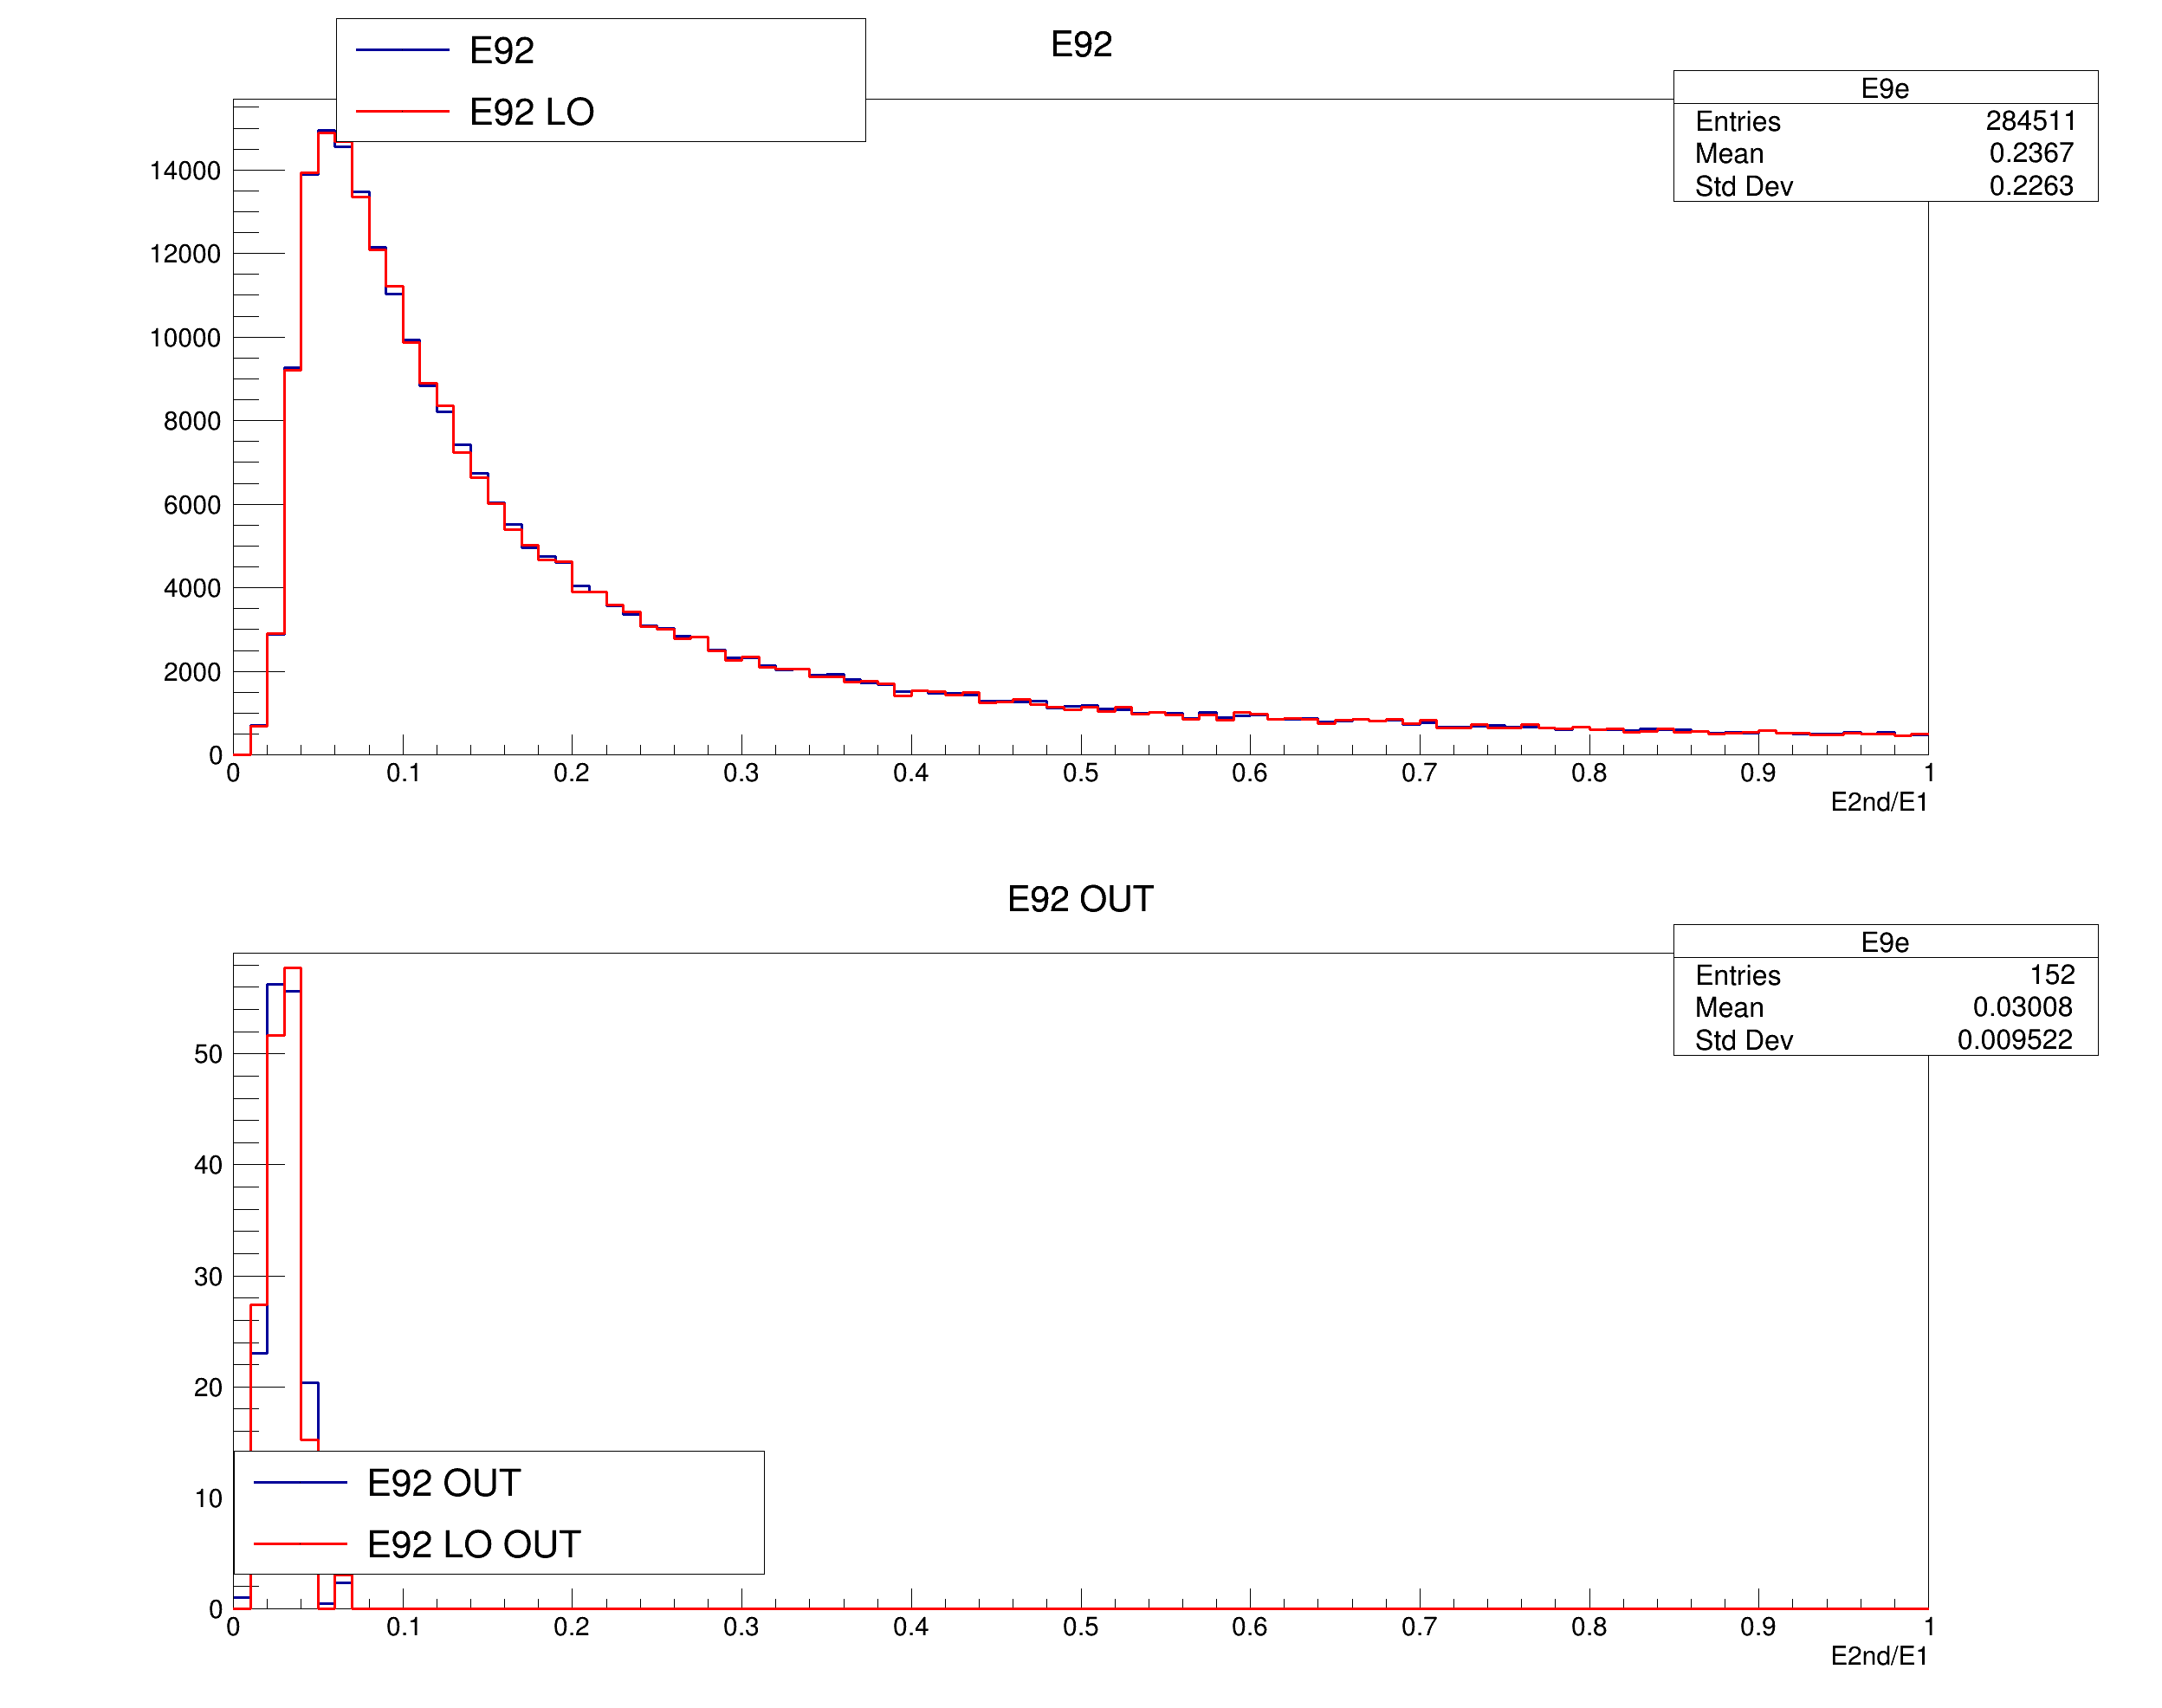 E92
E92
E92 LO
E9e
Entries 284511
Mean 0.2367
Std Dev 0.2263
14000
12000
10000
8000
6000
4000
2000
0
0 0.1 0.2 0.3 0.4 0.5 0.6 0.7 0.8 0.9 1
E2nd/E1
E92 OUT
E9e
Entries 152
Mean 0.03008
Std Dev 0.009522
50
40
30
20
10
0
E92 OUT
E92 LO OUT
0 0.1 0.2 0.3 0.4 0.5 0.6 0.7 0.8 0.9 1
E2nd/E1